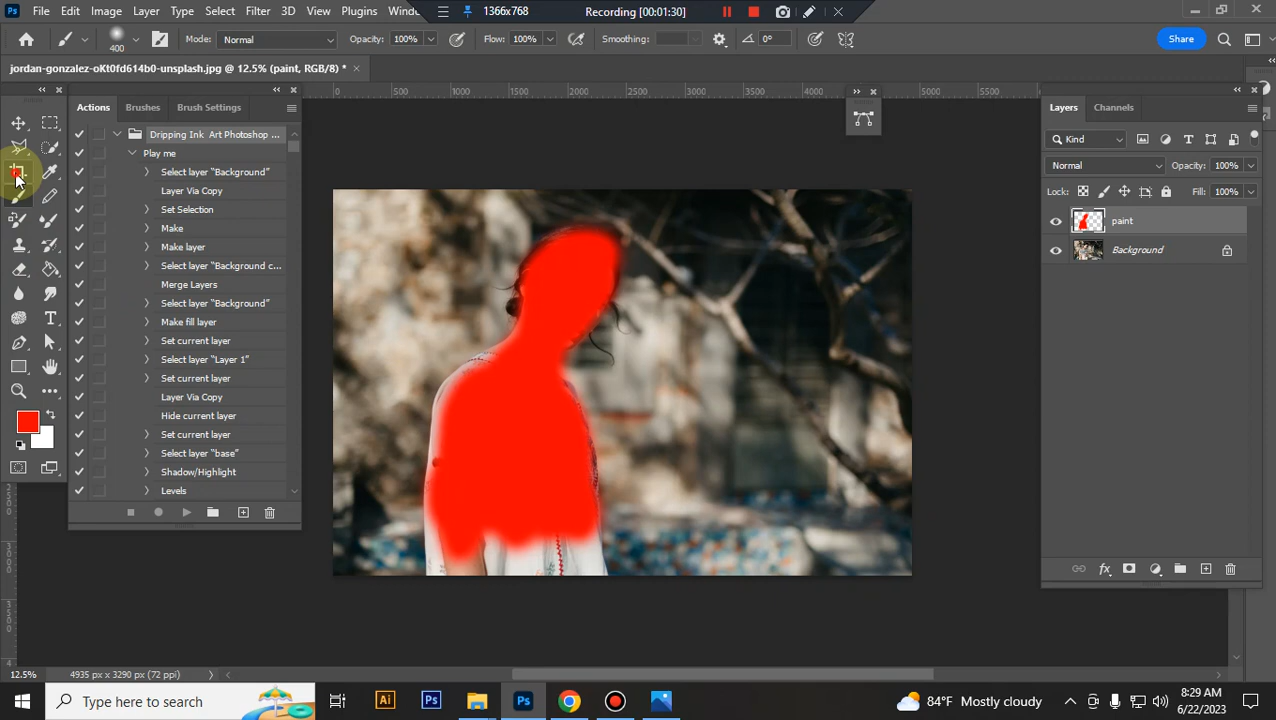 File Edit Image Layer Type Select Filter 3D View Plugins Windo
1366x768 Recording [00:01:30]
400 Mode: Normal Opacity: 100% Flow: 100% Smoothing: 0° Share
jordan-gonzalez-oKt0fd614b0-unsplash.jpg @ 12.5% (paint, RGB/8) *
Actions Brushes Brush Settings
Dripping Ink Art Photoshop ...
Play me
Select layer "Background"
Layer Via Copy
Set Selection
Make
Make layer
Select layer "Background c...
Merge Layers
Select layer "Background"
Make fill layer
Set current layer
Select layer "Layer 1"
Set current layer
Layer Via Copy
Hide current layer
Set current layer
Select layer "base"
Shadow/Highlight
Levels
0 500 1000 1500 2000 2500 3000 3500 4000 5000
Layers Channels
Kind
Normal Opacity: 100%
Lock: Fill: 100%
paint
Background
12.5% 4935 px x 3290 px (72 ppi)
Type here to search
84°F Mostly cloudy
8:29 AM
6/22/2023